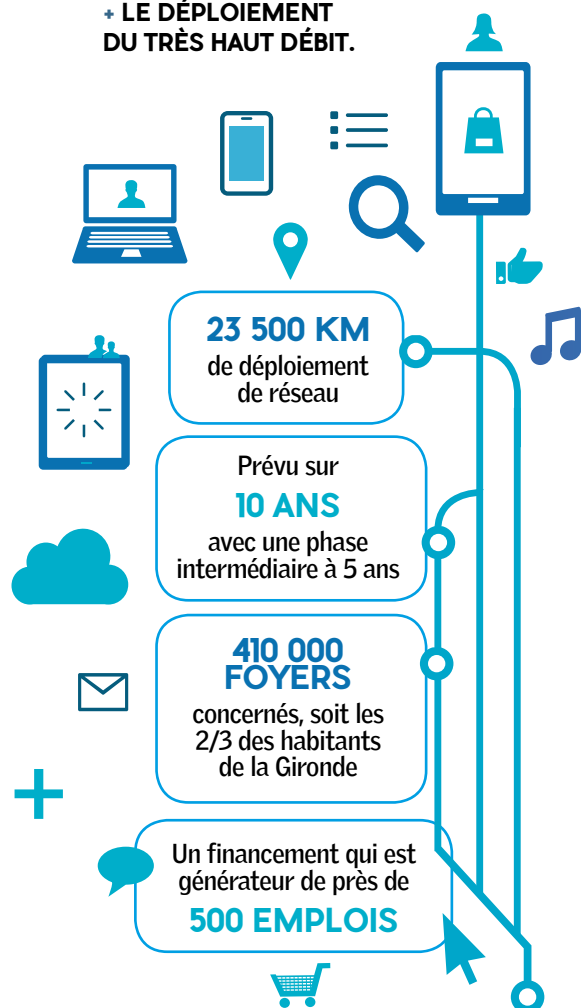 + LE DÉPLOIEMENT
DU TRÈS HAUT DÉBIT.
23 500 KM
de déploiement
de réseau
Prévu sur
10 ANS
avec une phase
intermédiaire à 5 ans
410 000
FOYERS
concernés, soit les
2/3 des habitants
de la Gironde
Un financement qui est
générateur de près de
500 EMPLOIS